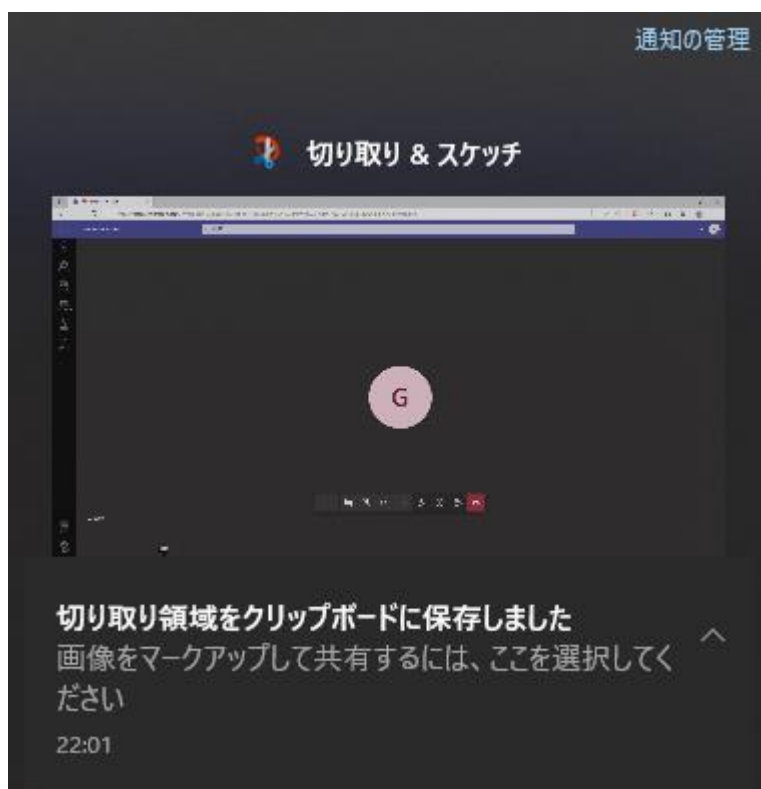 通知の管理
切り取り & スケッチ
G
切り取り領域をクリップボードに保存しました
画像をマークアップして共有するには、ここを選択してく
ださい
22:01